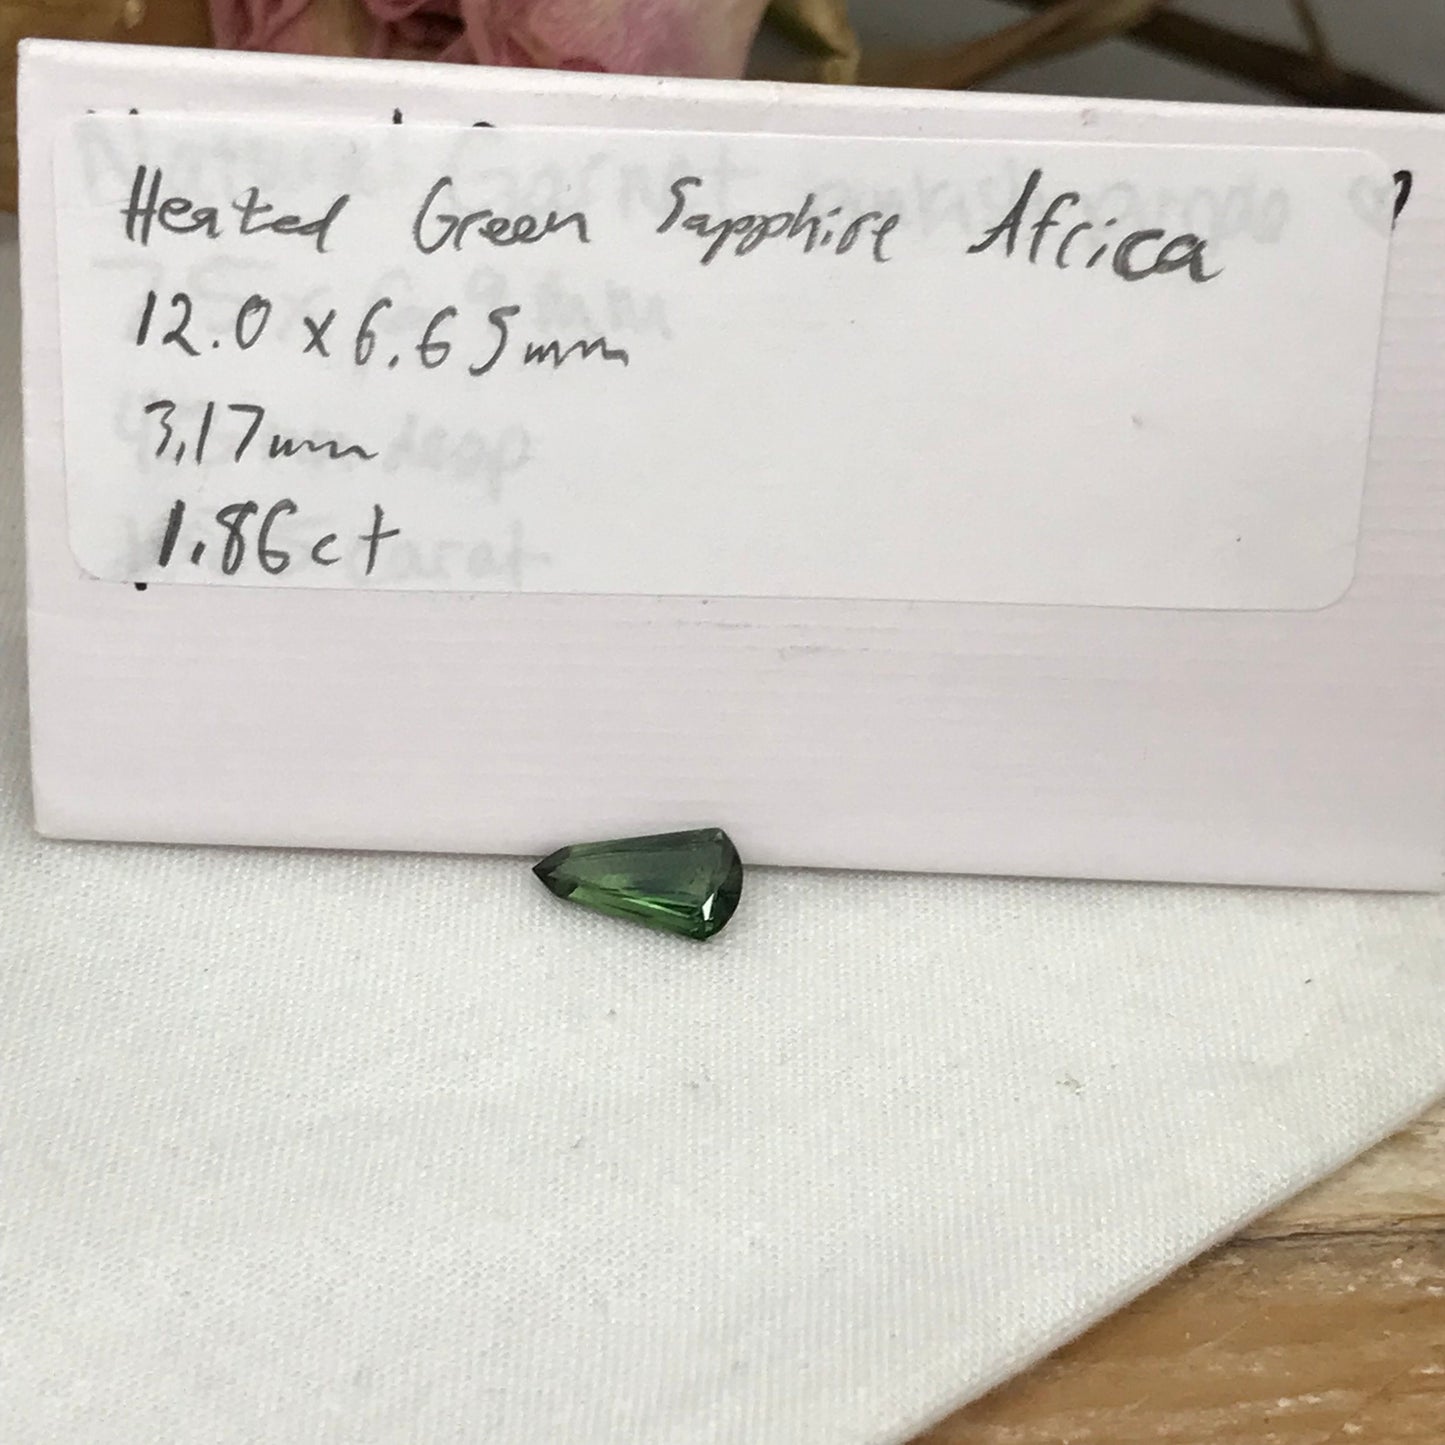 Heated Green Sapphire Africa
12.0 x 6.65mm
3.17mm
1.86ct